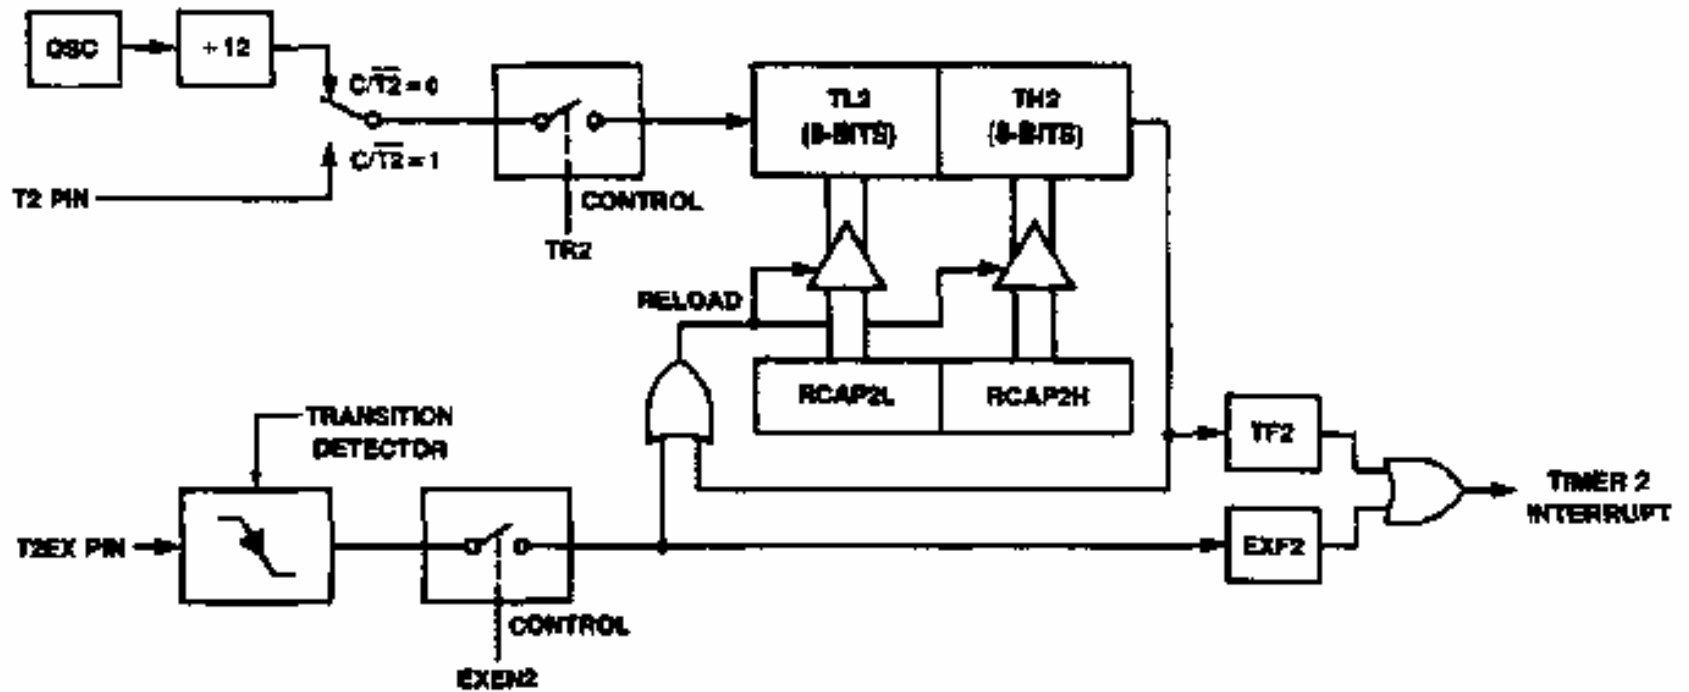 OSC
÷12
C/T2̅ = 0
C/T2̅ = 1
T2 PIN
CONTROL
TR2
TL2
(8-BITS)
TH2
(8-BITS)
RELOAD
RCAP2L
RCAP2H
TRANSITION
DETECTOR
T2EX PIN
CONTROL
EXEN2
TF2
EXF2
TIMER 2
INTERRUPT